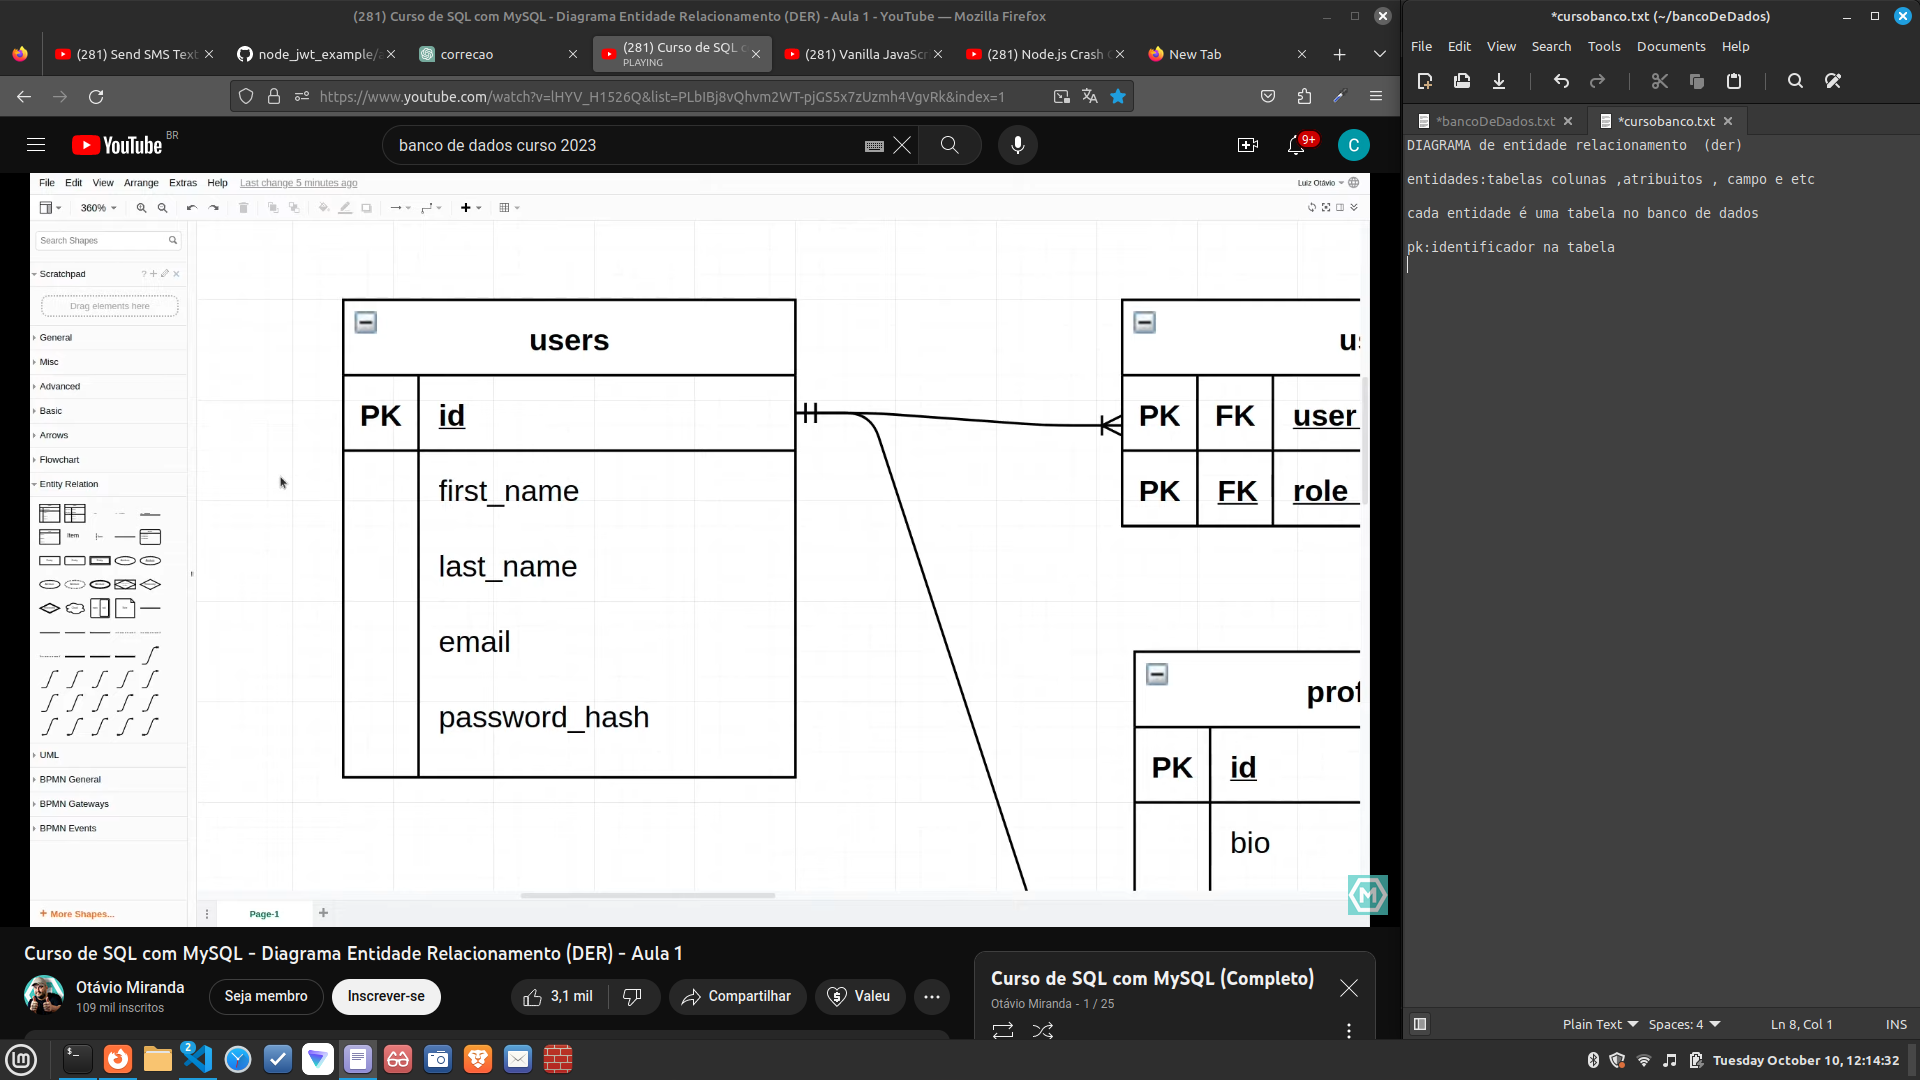 (281) Curso de SQL com MySQL - Diagrama Entidade Relacionamento (DER) - Aula 1 - YouTube — Mozilla Firefox
(281) Send SMS Text
node_jwt_example/
correcao
(281) Curso de SQL c
PLAYING
(281) Vanilla JavaScr
(281) Node.js Crash
New Tab
https://www.youtube.com/watch?v=lHYV_H1526Q&list=PLbIBj8vQhvm2WT-pjGS5x7zUzmh4VgvRk&index=1
YouTube BR
banco de dados curso 2023
9+
C
File Edit View Arrange Extras Help Last change 5 minutes ago
Luiz Otávio
360%
Search Shapes
Scratchpad
Drag elements here
General
Misc
Advanced
Basic
Arrows
Flowchart
Entity Relation
UML
BPMN General
BPMN Gateways
BPMN Events
+ More Shapes...
Page-1
users
PK id
first_name
last_name
email
password_hash
PK FK user
PK FK role_
prof
PK id
bio
Curso de SQL com MySQL - Diagrama Entidade Relacionamento (DER) - Aula 1
Otávio Miranda
109 mil inscritos
Seja membro
Inscrever-se
3,1 mil
Compartilhar
Valeu
Curso de SQL com MySQL (Completo)
Otávio Miranda - 1 / 25
*cursobanco.txt (~/bancoDeDados)
File Edit View Search Tools Documents Help
*bancoDeDados.txt
*cursobanco.txt
DIAGRAMA de entidade relacionamento  (der)
entidades:tabelas colunas ,atribuitos , campo e etc
cada entidade é uma tabela no banco de dados
pk:identificador na tabela
Plain Text
Spaces: 4
Ln 8, Col 1
INS
2
Tuesday October 10, 12:14:32